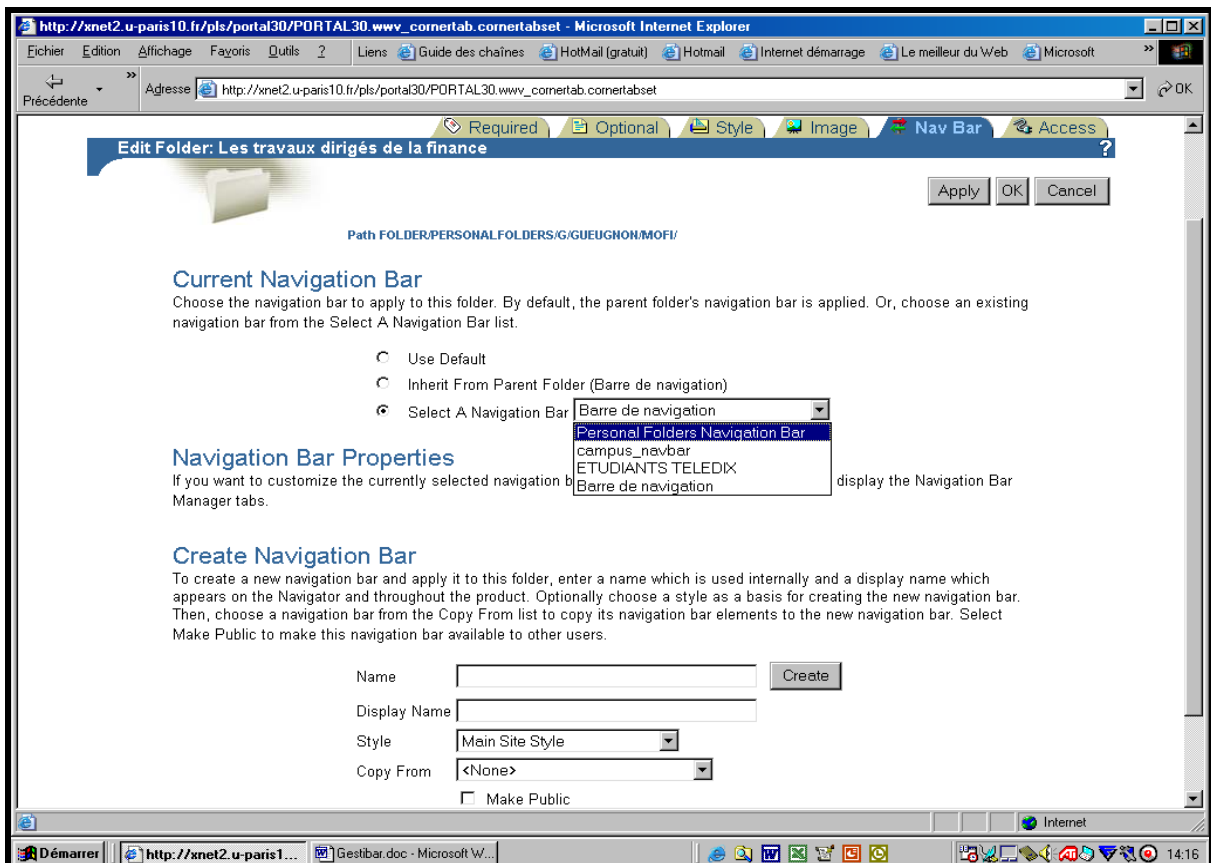 http://xnet2.u-paris10.fr/pls/portal30/PORTAL30.wwv_cornertab.cornertabset - Microsoft Internet Explorer
Fichier Edition Affichage Favoris Outils ? Liens Guide des chaînes HotMail (gratuit) Hotmail Internet démarrage Le meilleur du Web Microsoft »
Précédente » Adresse http://xnet2.u-paris10.fr/pls/portal30/PORTAL30.wwv_cornertab.cornertabset OK
Required Optional Style Image Nav Bar Access
Edit Folder: Les travaux dirigés de la finance ?
Apply OK Cancel
Path FOLDER/PERSONALFOLDERS/G/GUEUGNON/MOFI/
Current Navigation Bar
Choose the navigation bar to apply to this folder. By default, the parent folder's navigation bar is applied. Or, choose an existing
navigation bar from the Select A Navigation Bar list.
Use Default
Inherit From Parent Folder (Barre de navigation)
Select A Navigation Bar Barre de navigation
Personal Folders Navigation Bar
campus_navbar
ETUDIANTS TELEDIX
Barre de navigation
Navigation Bar Properties
If you want to customize the currently selected navigation b display the Navigation Bar
Manager tabs.
Create Navigation Bar
To create a new navigation bar and apply it to this folder, enter a name which is used internally and a display name which
appears on the Navigator and throughout the product. Optionally choose a style as a basis for creating the new navigation bar.
Then, choose a navigation bar from the Copy From list to copy its navigation bar elements to the new navigation bar. Select
Make Public to make this navigation bar available to other users.
Name Create
Display Name
Style Main Site Style
Copy From <None>
Make Public
Internet
Démarrer http://xnet2.u-paris1... Gestibar.doc - Microsoft W... 14:16